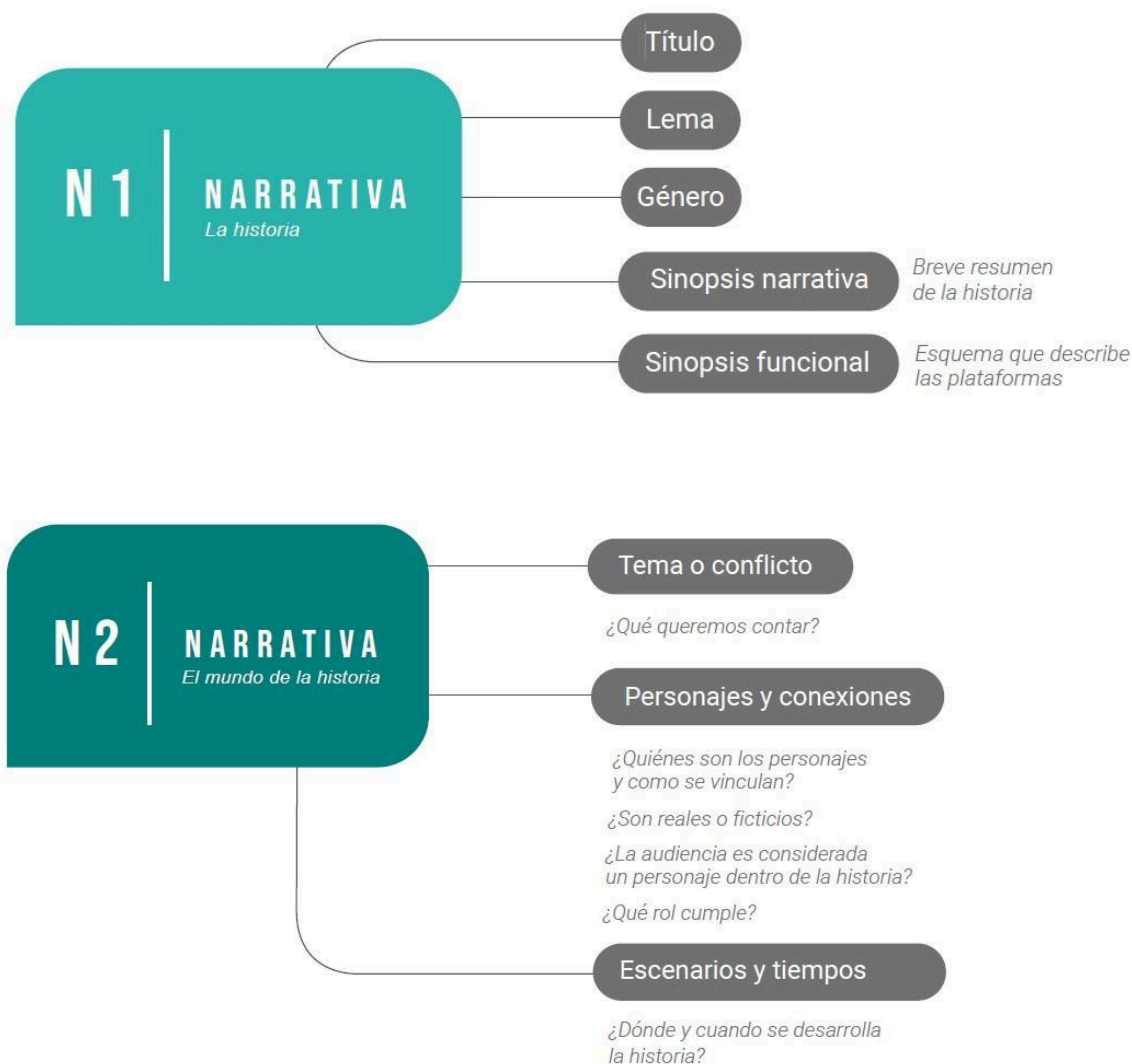 N 1
NARRATIVA
La historia
Título
Lema
Género
Sinopsis narrativa
Breve resumen
de la historia
Sinopsis funcional
Esquema que describe
las plataformas
N 2
NARRATIVA
El mundo de la historia
Tema o conflicto
¿Qué queremos contar?
Personajes y conexiones
¿Quiénes son los personajes
y como se vinculan?
¿Son reales o ficticios?
¿La audiencia es considerada
un personaje dentro de la historia?
¿Qué rol cumple?
Escenarios y tiempos
¿Dónde y cuando se desarrolla
la historia?